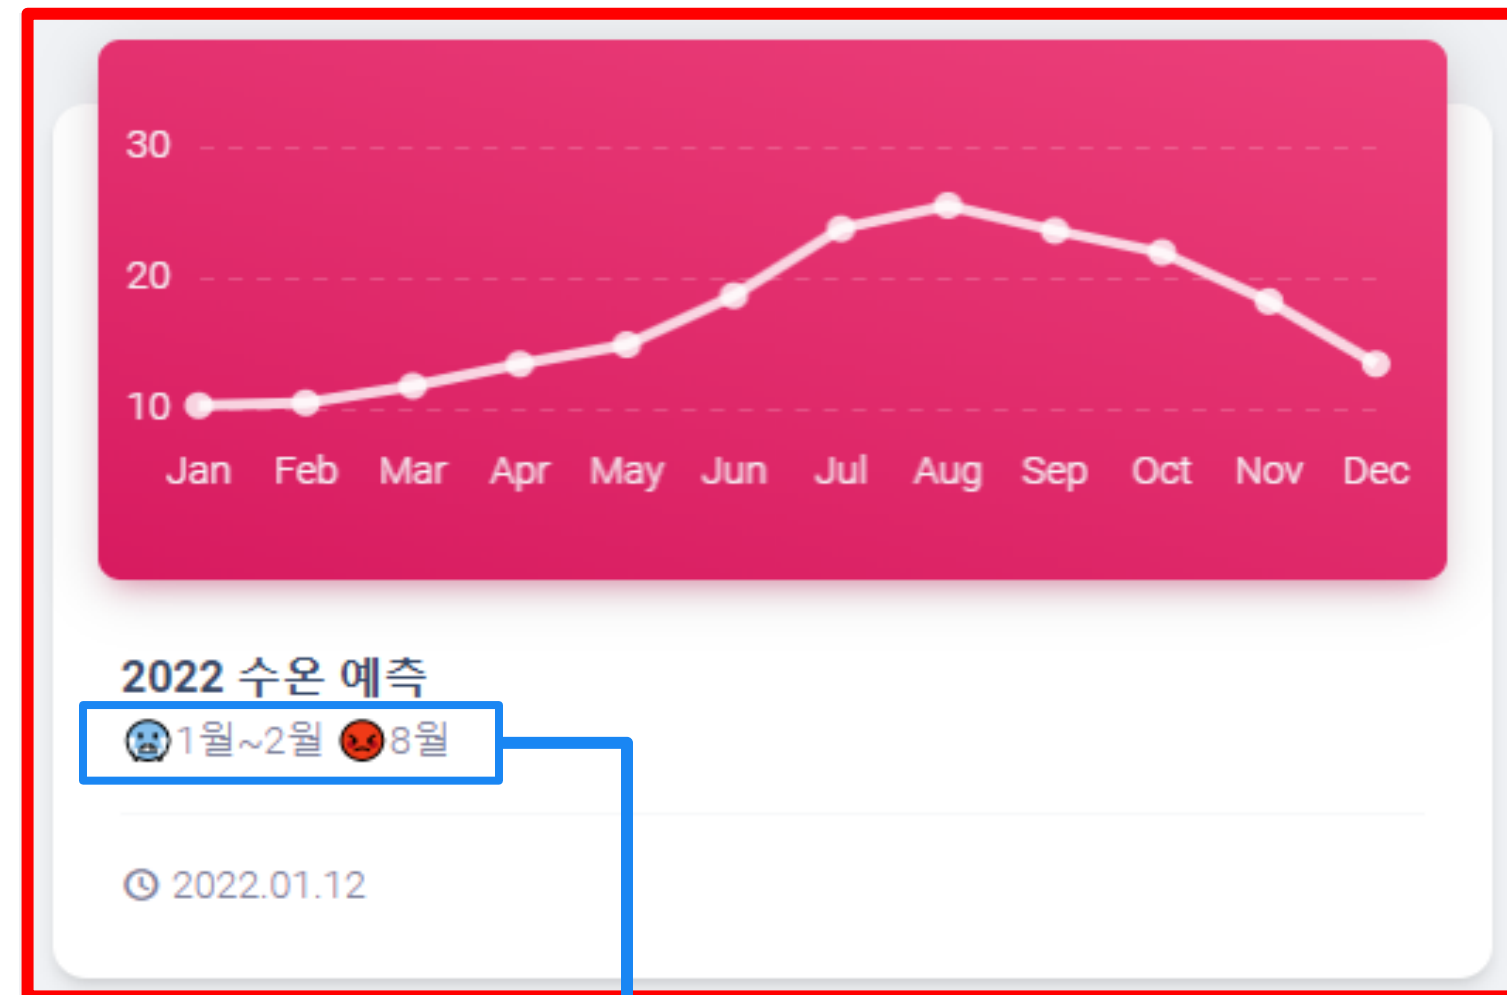 30
20
10
Jan Feb Mar Apr May Jun Jul Aug Sep Oct Nov Dec
2022 수온 예측
🥶1월~2월 😡8월
2022.01.12